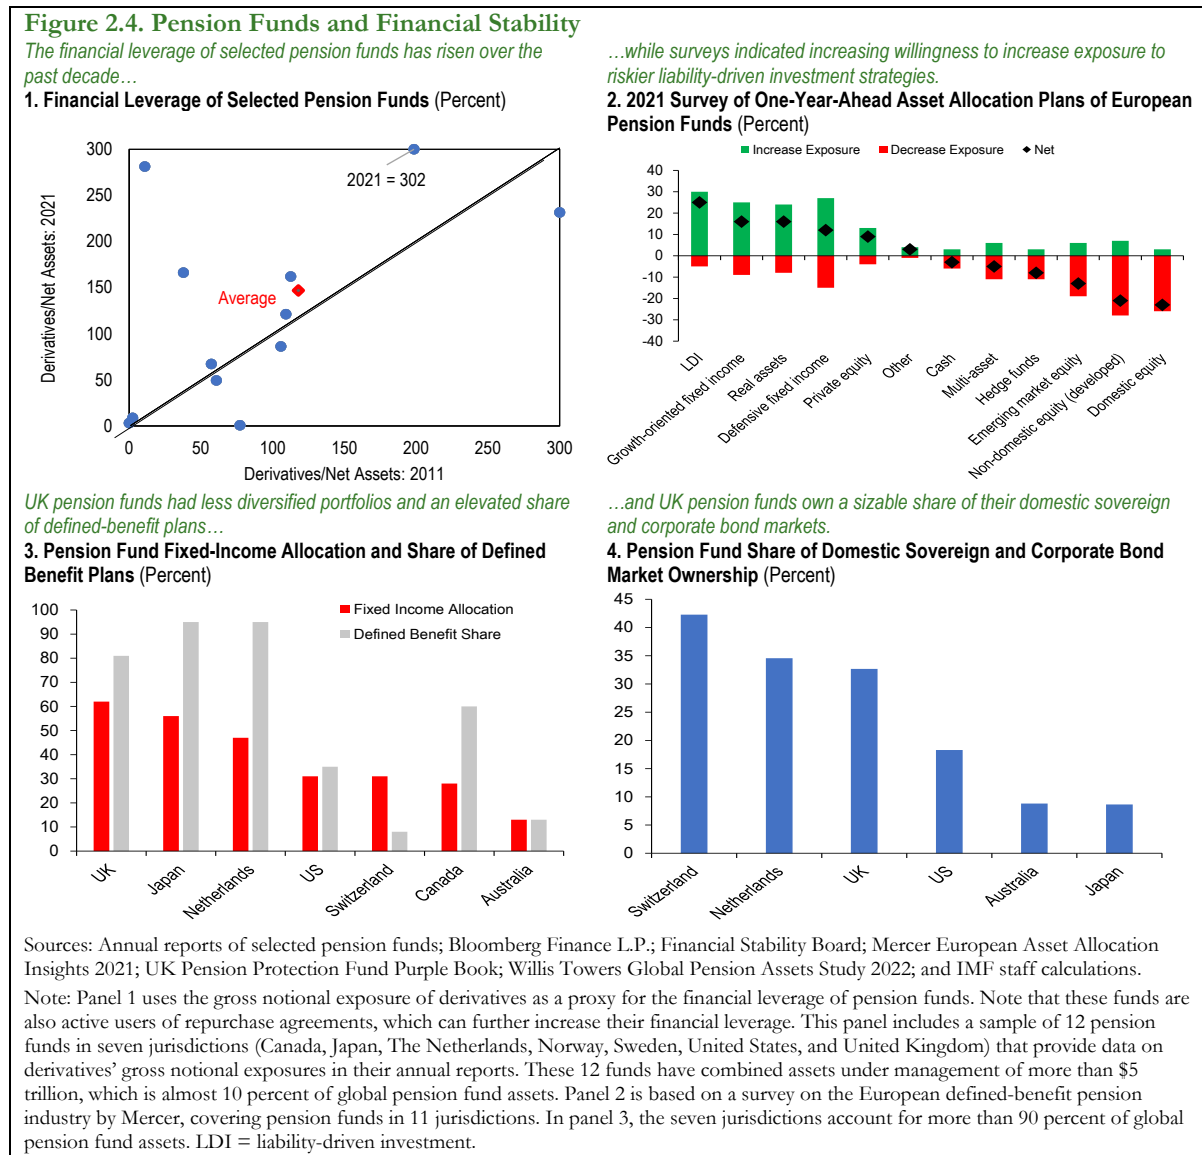 Figure 2.4. Pension Funds and Financial Stability
The financial leverage of selected pension funds has risen over the
past decade…
1. Financial Leverage of Selected Pension Funds (Percent)
300
250
200
150
100
50
0
Derivatives/Net Assets: 2021
2021 = 302
Average
0
50
100
150
200
250
300
Derivatives/Net Assets: 2011
…while surveys indicated increasing willingness to increase exposure to
riskier liability-driven investment strategies.
2. 2021 Survey of One-Year-Ahead Asset Allocation Plans of European
Pension Funds (Percent)
Increase Exposure
Decrease Exposure
Net
40
30
20
10
0
-10
-20
-30
-40
LDI
Growth-oriented fixed income
Real assets
Defensive fixed income
Private equity
Other
Cash
Multi-asset
Hedge funds
Emerging market equity
Non-domestic equity (developed)
Domestic equity
UK pension funds had less diversified portfolios and an elevated share
of defined-benefit plans…
3. Pension Fund Fixed-Income Allocation and Share of Defined
Benefit Plans (Percent)
Fixed Income Allocation
Defined Benefit Share
100
90
80
70
60
50
40
30
20
10
0
UK
Japan
Netherlands
US
Switzerland
Canada
Australia
…and UK pension funds own a sizable share of their domestic sovereign
and corporate bond markets.
4. Pension Fund Share of Domestic Sovereign and Corporate Bond
Market Ownership (Percent)
45
40
35
30
25
20
15
10
5
0
Switzerland
Netherlands
UK
US
Australia
Japan
Sources: Annual reports of selected pension funds; Bloomberg Finance L.P.; Financial Stability Board; Mercer European Asset Allocation
Insights 2021; UK Pension Protection Fund Purple Book; Willis Towers Global Pension Assets Study 2022; and IMF staff calculations.
Note: Panel 1 uses the gross notional exposure of derivatives as a proxy for the financial leverage of pension funds. Note that these funds are
also active users of repurchase agreements, which can further increase their financial leverage. This panel includes a sample of 12 pension
funds in seven jurisdictions (Canada, Japan, The Netherlands, Norway, Sweden, United States, and United Kingdom) that provide data on
derivatives' gross notional exposures in their annual reports. These 12 funds have combined assets under management of more than $5
trillion, which is almost 10 percent of global pension fund assets. Panel 2 is based on a survey on the European defined-benefit pension
industry by Mercer, covering pension funds in 11 jurisdictions. In panel 3, the seven jurisdictions account for more than 90 percent of global
pension fund assets. LDI = liability-driven investment.